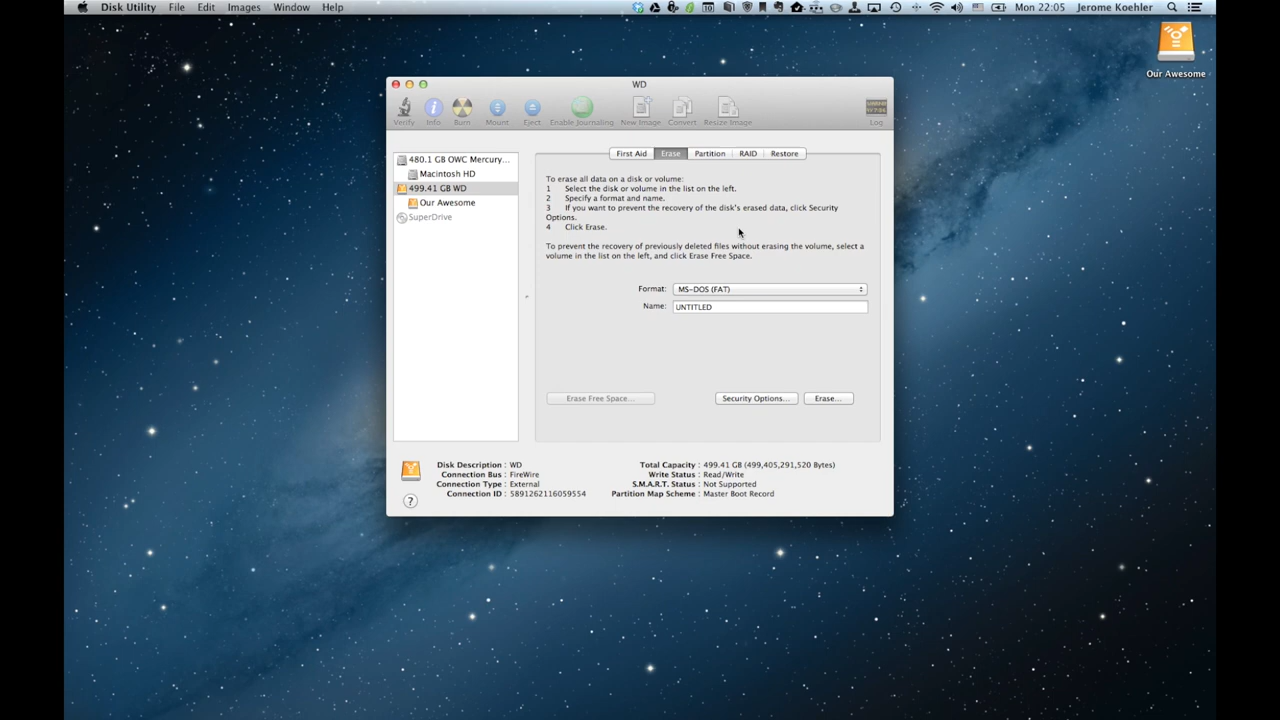 Disk Utility File Edit Images Window Help
10
Mon 22:05 Jerome Koehler
Our Awesome
WD
Verify Info Burn Mount Eject Enable Journaling New Image Convert Resize Image Log
480.1 GB OWC Mercury...
Macintosh HD
499.41 GB WD
Our Awesome
SuperDrive
First Aid Erase Partition RAID Restore
To erase all data on a disk or volume:
1 Select the disk or volume in the list on the left.
2 Specify a format and name.
3 If you want to prevent the recovery of the disk's erased data, click Security
Options.
4 Click Erase.
To prevent the recovery of previously deleted files without erasing the volume, select a
volume in the list on the left, and click Erase Free Space.
Format: MS-DOS (FAT)
Name: UNTITLED
Erase Free Space... Security Options... Erase...
Disk Description : WD
Connection Bus : FireWire
Connection Type : External
Connection ID : 5891262116059554
Total Capacity : 499.41 GB (499,405,291,520 Bytes)
Write Status : Read/Write
S.M.A.R.T. Status : Not Supported
Partition Map Scheme : Master Boot Record
?